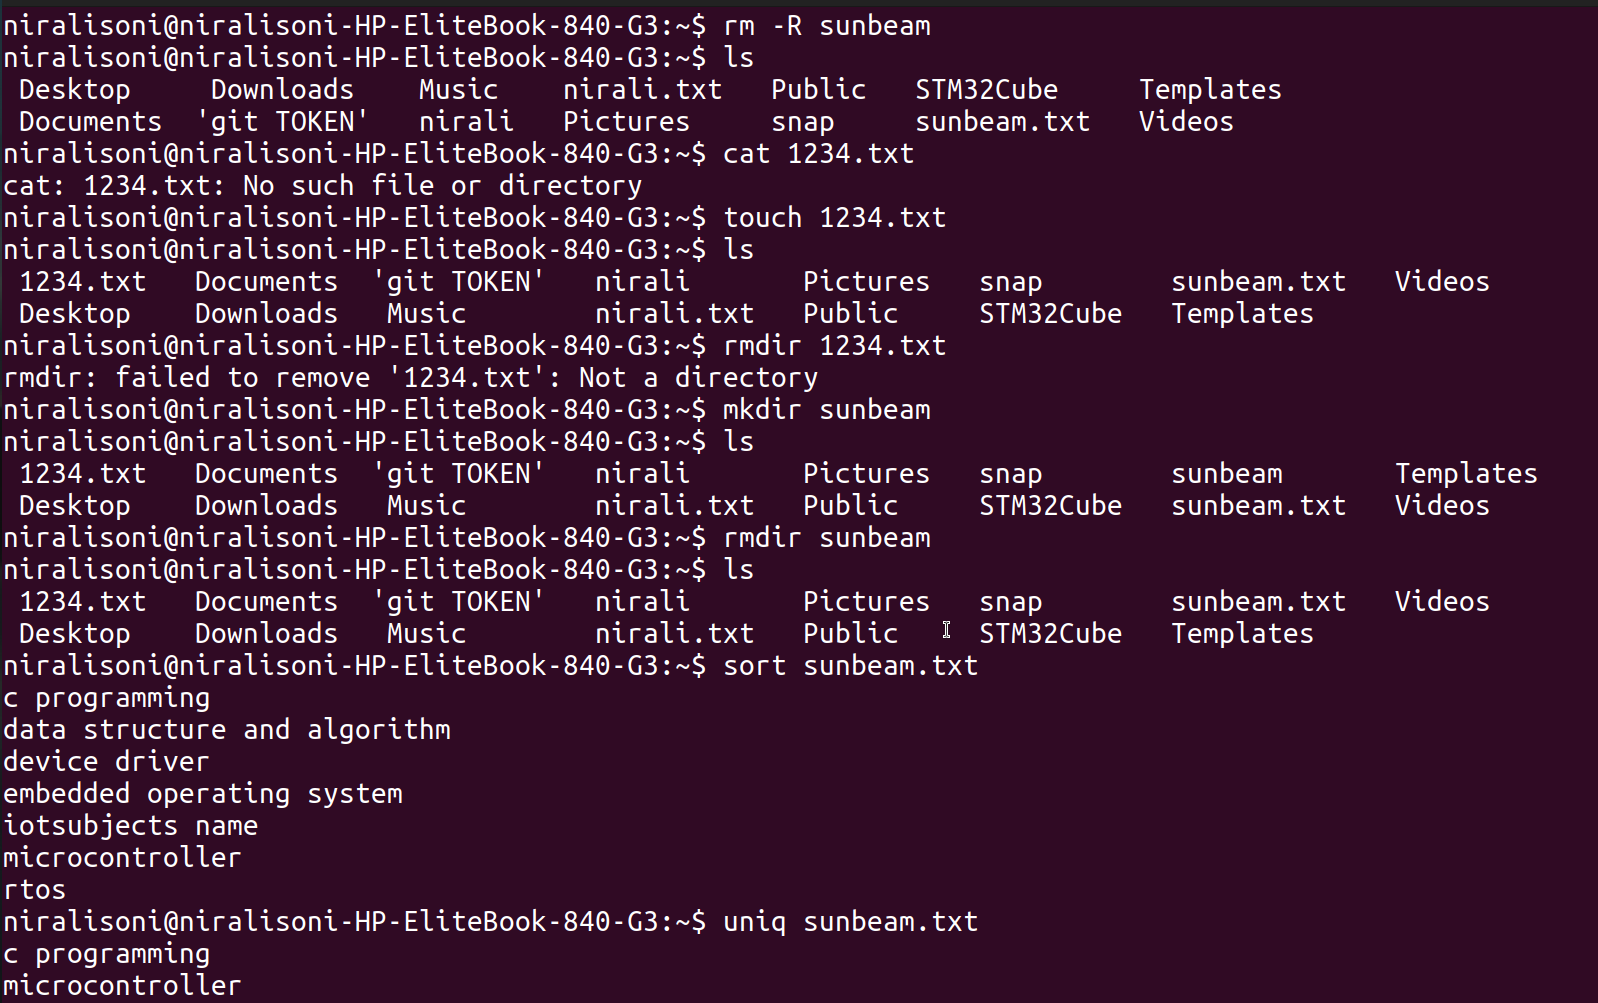 niralisoni@niralisoni-HP-EliteBook-840-G3:~$ rm -R sunbeam
niralisoni@niralisoni-HP-EliteBook-840-G3:~$ ls
 Desktop     Downloads    Music    nirali.txt   Public   STM32Cube     Templates
 Documents  'git TOKEN'   nirali   Pictures     snap     sunbeam.txt   Videos
niralisoni@niralisoni-HP-EliteBook-840-G3:~$ cat 1234.txt
cat: 1234.txt: No such file or directory
niralisoni@niralisoni-HP-EliteBook-840-G3:~$ touch 1234.txt
niralisoni@niralisoni-HP-EliteBook-840-G3:~$ ls
 1234.txt   Documents  'git TOKEN'   nirali       Pictures   snap        sunbeam.txt   Videos
 Desktop    Downloads   Music        nirali.txt   Public     STM32Cube   Templates
niralisoni@niralisoni-HP-EliteBook-840-G3:~$ rmdir 1234.txt
rmdir: failed to remove '1234.txt': Not a directory
niralisoni@niralisoni-HP-EliteBook-840-G3:~$ mkdir sunbeam
niralisoni@niralisoni-HP-EliteBook-840-G3:~$ ls
 1234.txt   Documents  'git TOKEN'   nirali       Pictures   snap        sunbeam       Templates
 Desktop    Downloads   Music        nirali.txt   Public     STM32Cube   sunbeam.txt   Videos
niralisoni@niralisoni-HP-EliteBook-840-G3:~$ rmdir sunbeam
niralisoni@niralisoni-HP-EliteBook-840-G3:~$ ls
 1234.txt   Documents  'git TOKEN'   nirali       Pictures   snap        sunbeam.txt   Videos
 Desktop    Downloads   Music        nirali.txt   Public     STM32Cube   Templates
niralisoni@niralisoni-HP-EliteBook-840-G3:~$ sort sunbeam.txt
c programming
data structure and algorithm
device driver
embedded operating system
iotsubjects name
microcontroller
rtos
niralisoni@niralisoni-HP-EliteBook-840-G3:~$ uniq sunbeam.txt
c programming
microcontroller